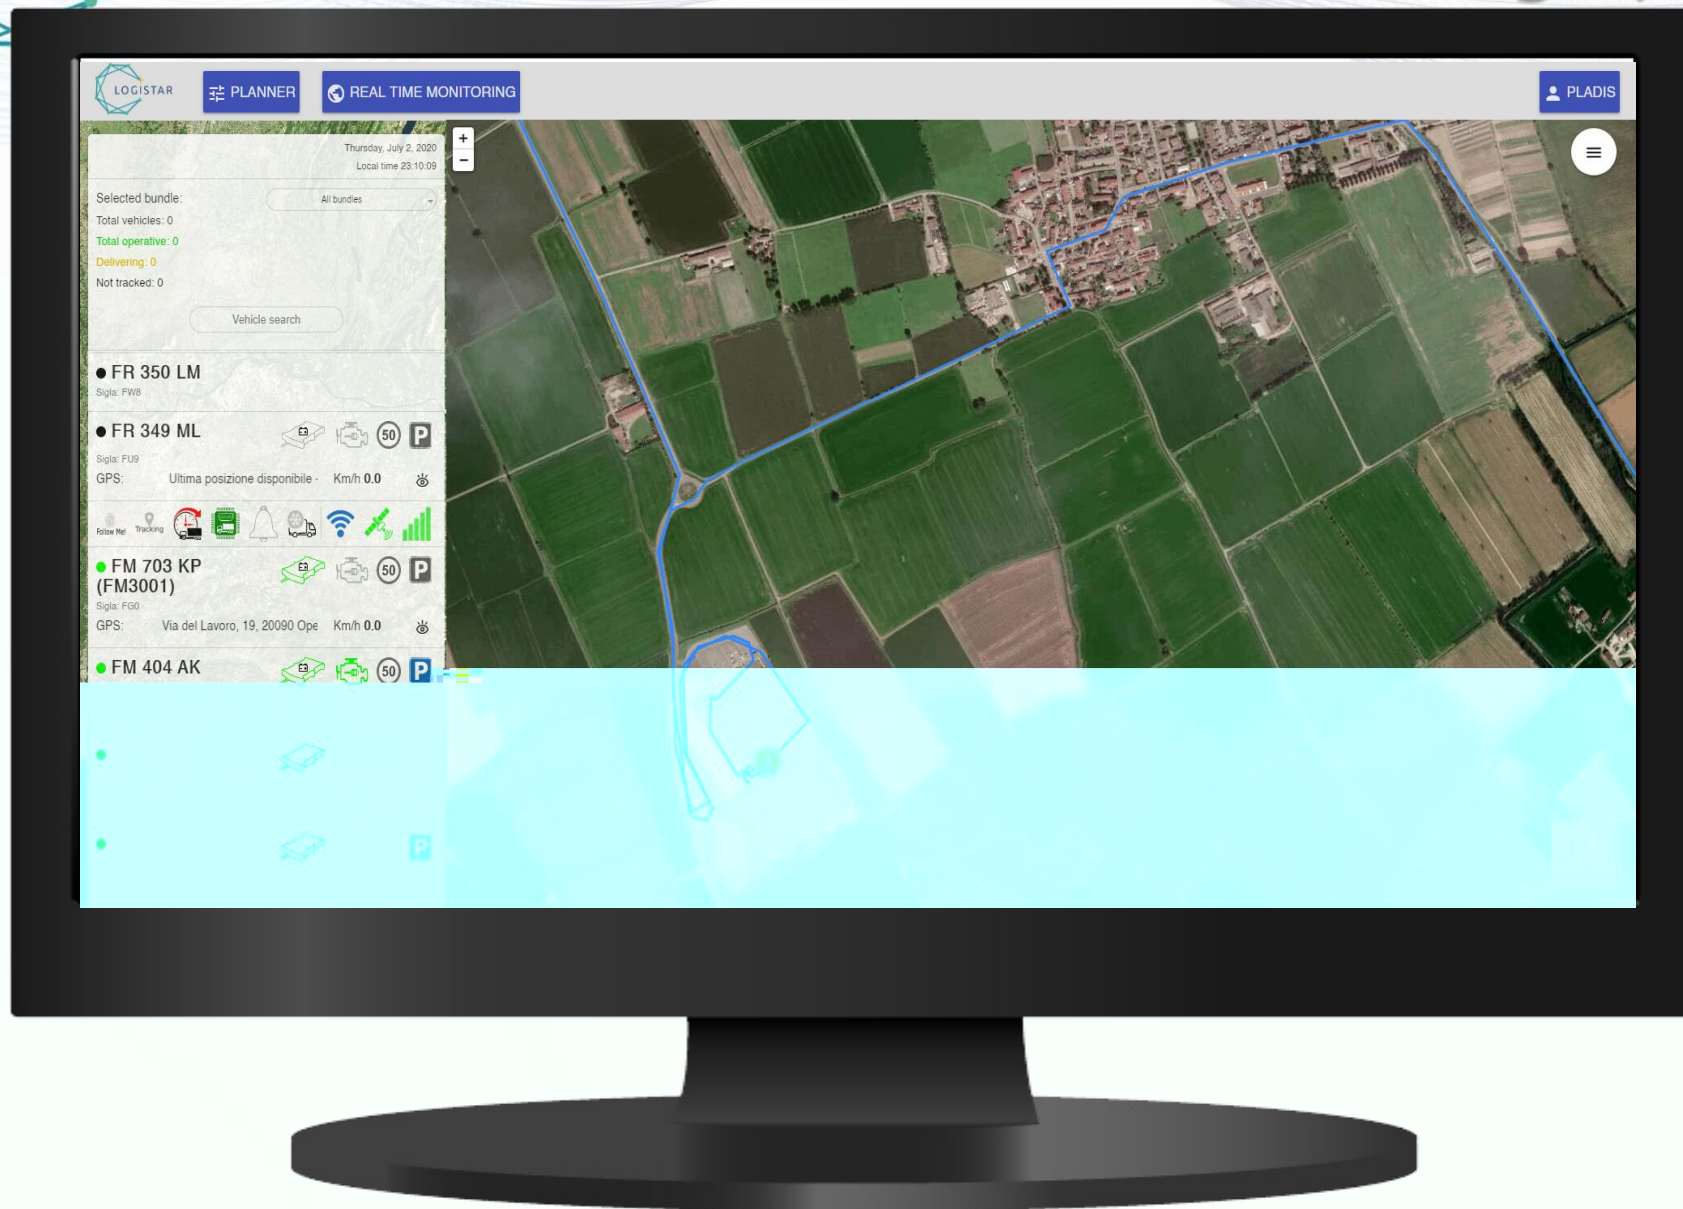 LOGISTAR
PLANNER
REAL TIME MONITORING
PLADIS
Thursday, July 2, 2020
Local time 23:10:09
+
−
Selected bundle:
All bundles
Total vehicles: 0
Total operative: 0
Delivering: 0
Not tracked: 0
Vehicle search
FR 350 LM
Sigla: FW8
FR 349 ML
50
P
Sigla: FU9
GPS: Ultima posizione disponibile - Km/h 0.0
Follow Me!
Tracking
FM 703 KP
(FM3001)
50
P
Sigla: FG0
GPS: Via del Lavoro, 19, 20090 Ope Km/h 0.0
FM 404 AK
50
P
P